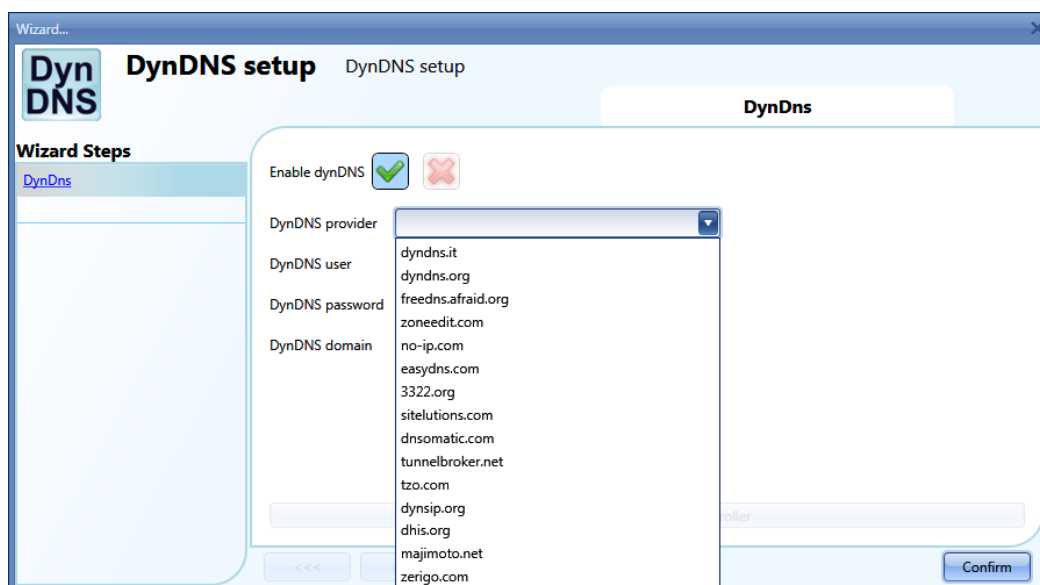 Wizard...
Dyn
DNS
DynDNS setup DynDNS setup
DynDns
Wizard Steps
DynDns
Enable dynDNS
DynDNS provider
DynDNS user
DynDNS password
DynDNS domain
dyndns.it
dyndns.org
freedns.afraid.org
zoneedit.com
no-ip.com
easydns.com
3322.org
sitelutions.com
dnsomatic.com
tunnelbroker.net
tzo.com
dynsip.org
dhis.org
majimoto.net
zerigo.com
<<<
Confirm